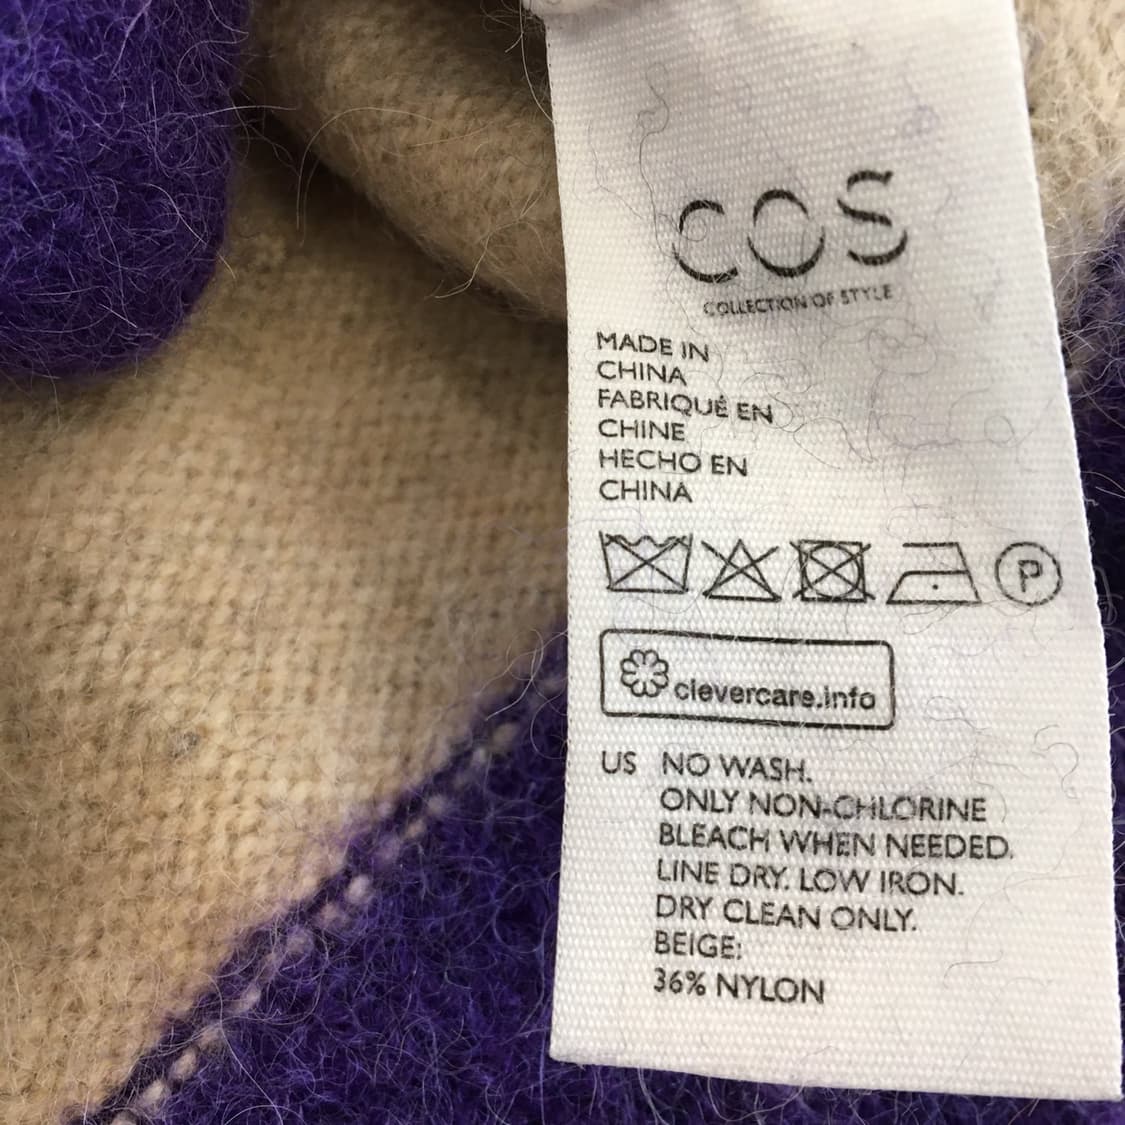 COS
COLLECTION OF STYLE
MADE IN
CHINA
FABRIQUÉ EN
CHINE
HECHO EN
CHINA
P
clevercare.info
US NO WASH.
ONLY NON-CHLORINE
BLEACH WHEN NEEDED.
LINE DRY. LOW IRON.
DRY CLEAN ONLY.
BEIGE:
36% NYLON